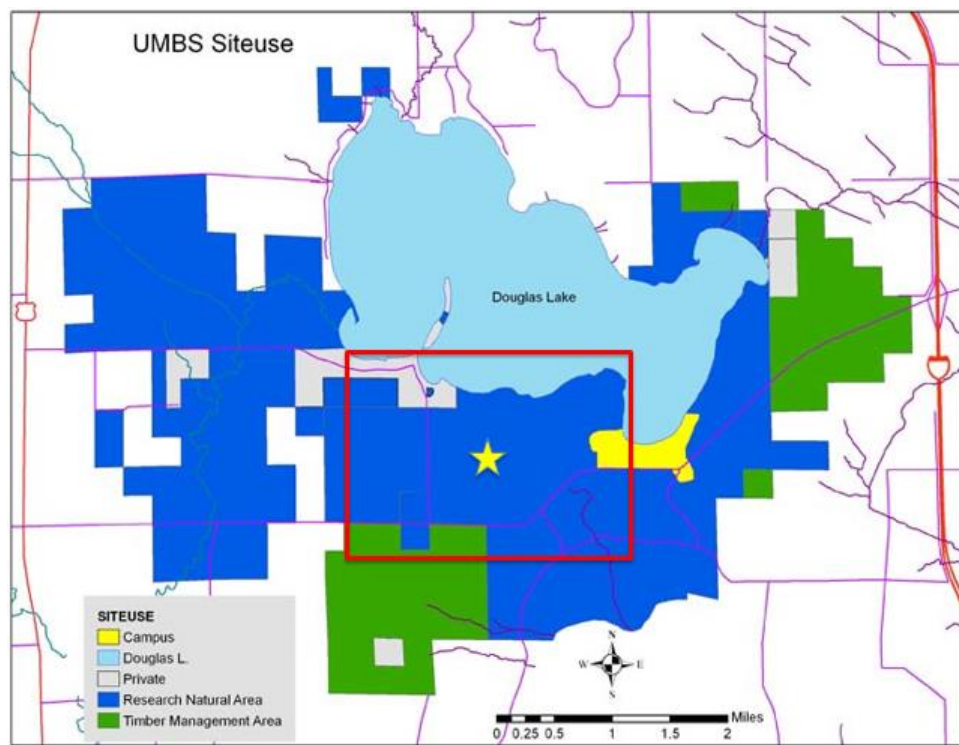 UMBS Siteuse
Douglas Lake
SITEUSE
Campus
Douglas L.
Private
Research Natural Area
Timber Management Area
N
W E
S
Miles
0 0.25 0.5 1 1.5 2